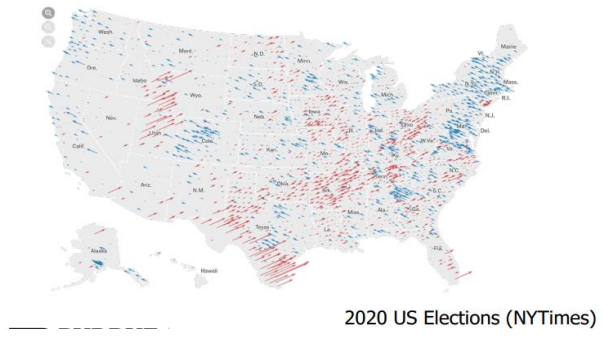 Wash.
Maine
Mont.
N.D.
Minn.
Vt.
N.H.
Ore.
Idaho
S.D.
Wis.
Mass.
Conn.
R.I.
Wyo.
Mich.
Iowa
Pa.
N.J.
Nev.
Neb.
Ohio
Del.
Utah
Colo.
Ill.
Ind.
W.Va.
Va.
Calif.
Kan.
Mo.
Ky.
N.C.
Ariz.
N.M.
Okla.
Ark.
S.C.
Miss.
Ala.
Ga.
Texas
La.
Alaska
Fla.
Hawaii
2020 US Elections (NYTimes)